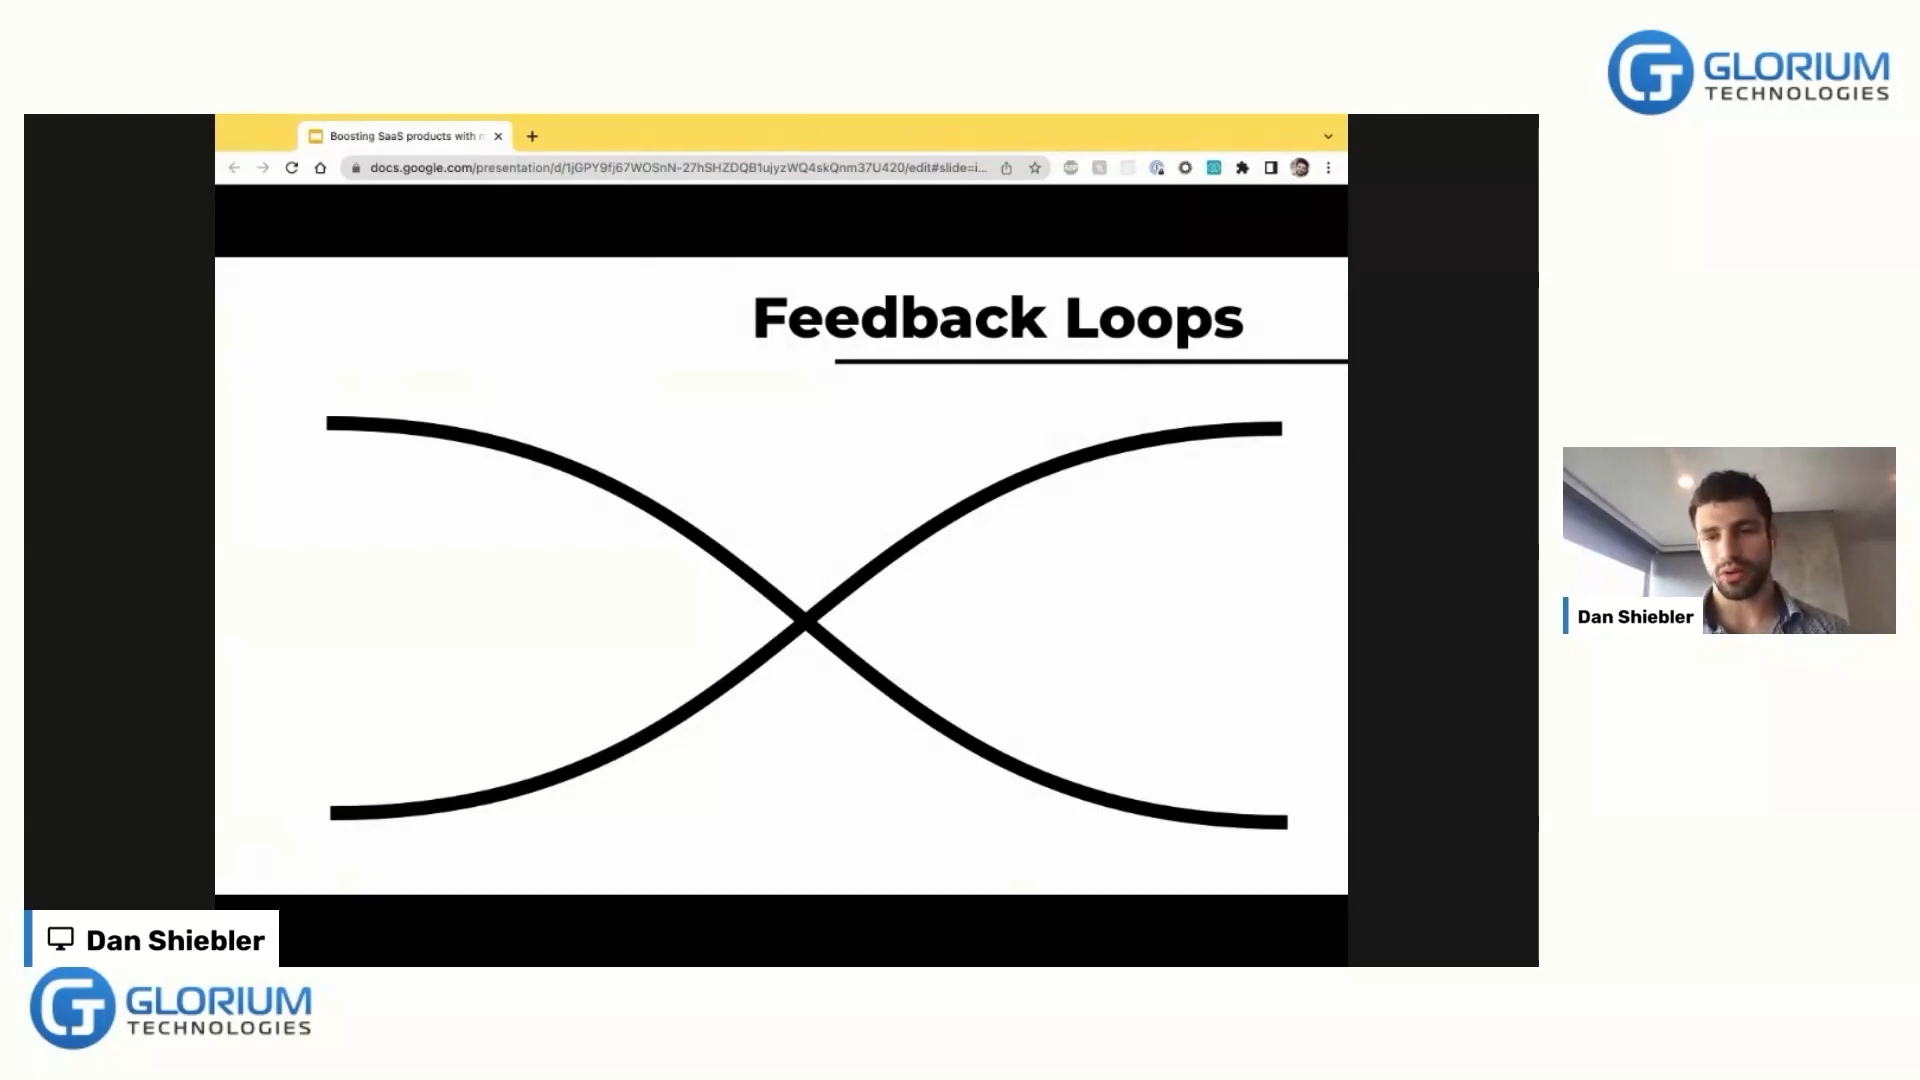 GLORIUM
TECHNOLOGIES
Boosting SaaS products with
docs.google.com/presentation/d/1jGPY9fj67WOSnN-27hSHZDQB1ujyzWQ4skQnm37U420/edit#slide=i...
Feedback Loops
Dan Shiebler
Dan Shiebler
GLORIUM
TECHNOLOGIES